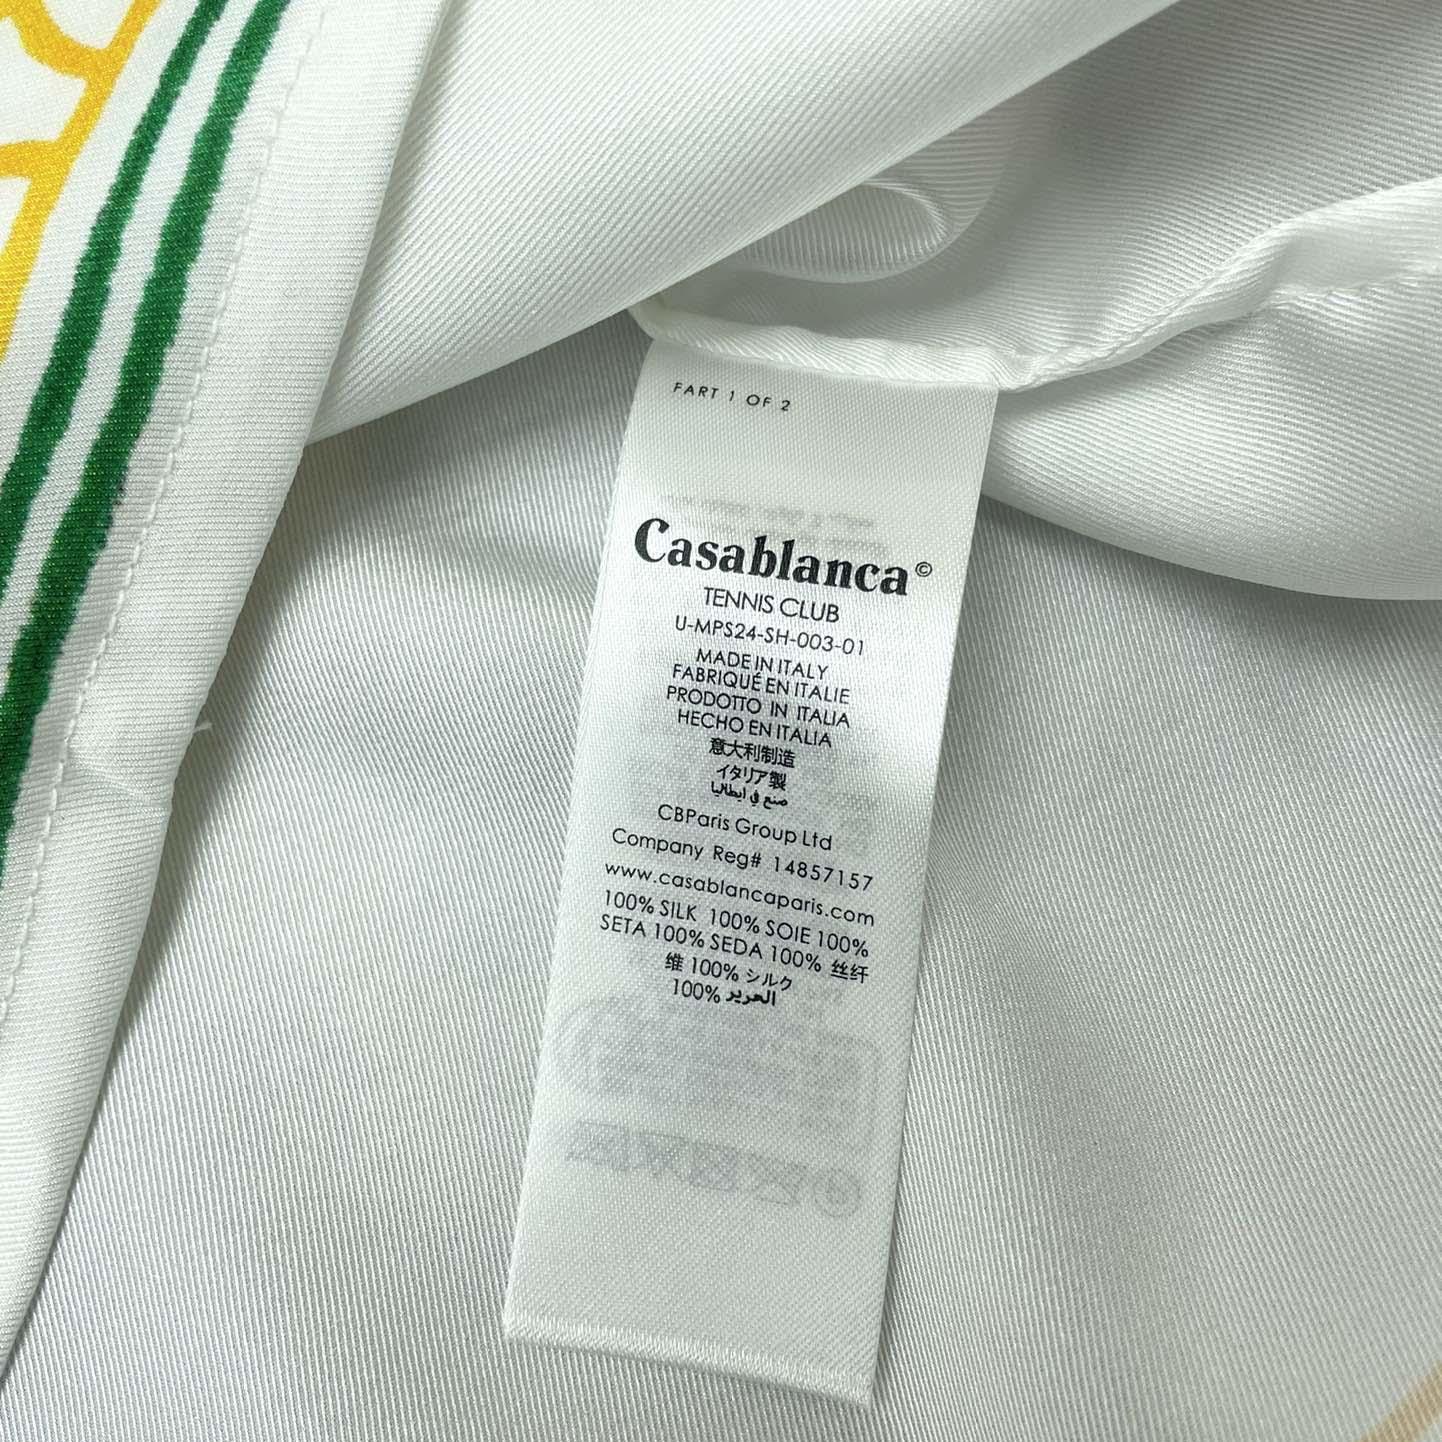 FART 1 OF 2
Casablanca©
TENNIS CLUB
U-MPS24-SH-003-01
MADE IN ITALY
FABRIQUÉ EN ITALIE
PRODOTTO IN ITALIA
HECHO EN ITALIA
意大利制造
イタリア製
صنع في ايطاليا
CBParis Group Ltd
Company Reg# 14857157
www.casablancaparis.com
100% SILK 100% SOIE 100%
SETA 100% SEDA 100% 丝纤
维 100% シルク
100% الحرير